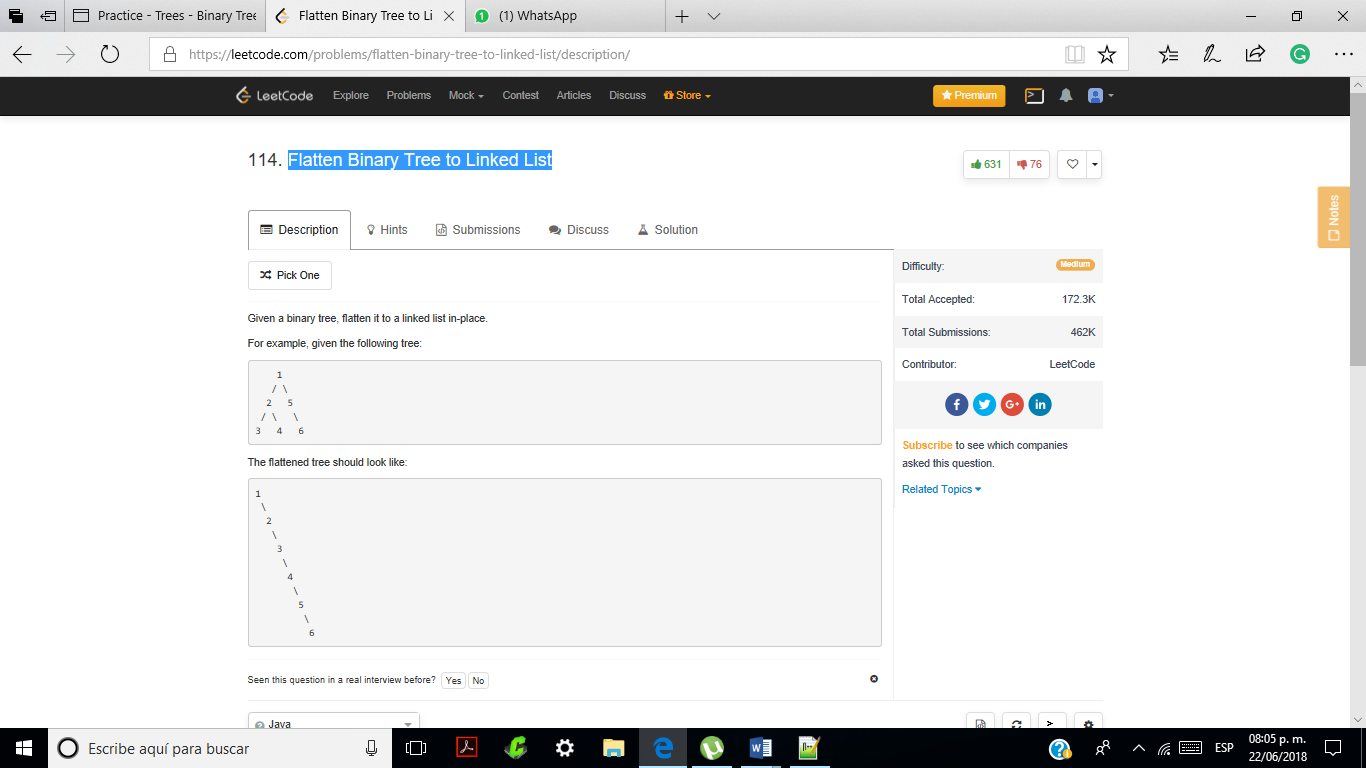 Practice - Trees - Binary Tree
Flatten Binary Tree to Li
(1) WhatsApp
https://leetcode.com/problems/flatten-binary-tree-to-linked-list/description/
LeetCode Explore Problems Mock Contest Articles Discuss Store Premium
114. Flatten Binary Tree to Linked List
631 76
Notes
Description Hints Submissions Discuss Solution
Pick One
Given a binary tree, flatten it to a linked list in-place.
For example, given the following tree:
1
/ \
2 5
/ \ \
3 4 6
The flattened tree should look like:
1
\
2
\
3
\
4
\
5
\
6
Seen this question in a real interview before? Yes No
Java
Difficulty: Medium
Total Accepted: 172.3K
Total Submissions: 462K
Contributor: LeetCode
Subscribe to see which companies
asked this question.
Related Topics
Escribe aquí para buscar
ESP
08:05 p. m.
22/06/2018